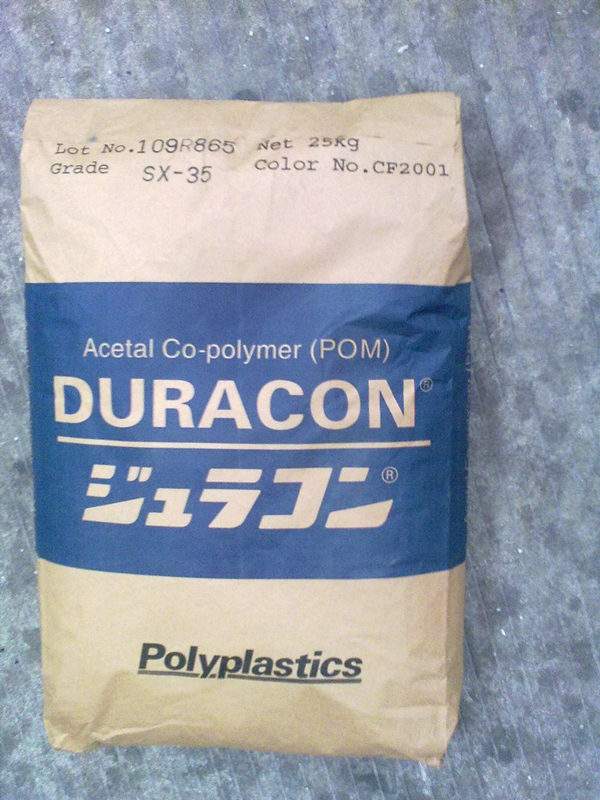 Lot No.109R865 Net 25Kg
Grade SX-35 Color No.CF2001
Acetal Co-polymer (POM)
DURACON®
ジュラコン®
Polyplastics